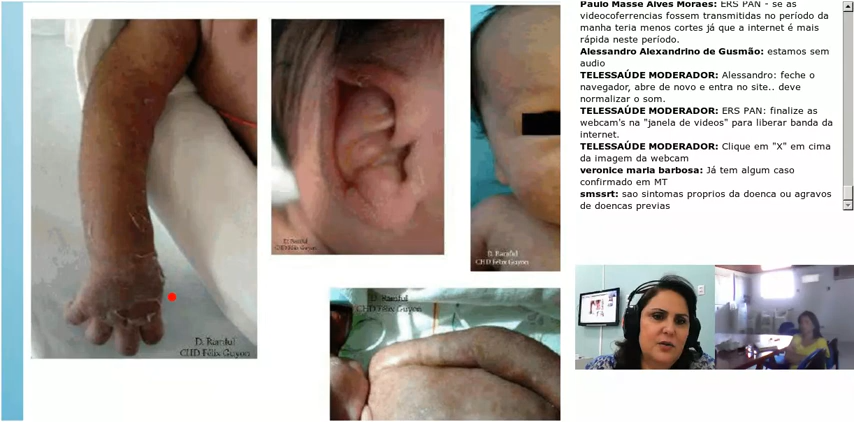 Paulo Masse Alves Moraes: ERS PAN - se as
videocoferrencias fossem transmitidas no período da
manha teria menos cortes já que a internet é mais
rápida neste período.
Alessandro Alexandrino de Gusmão: estamos sem
audio
TELESSAÚDE MODERADOR: Alessandro: feche o
navegador, abre de novo e entra no site.. deve
normalizar o som.
TELESSAÚDE MODERADOR: ERS PAN: finalize as
webcam's na "janela de videos" para liberar banda da
internet.
TELESSAÚDE MODERADOR: Clique em "X" em cima
da imagem da webcam
veronice maria barbosa: Já tem algum caso
confirmado em MT
smssrt: sao sintomas proprios da doenca ou agravos
de doencas previas
D. Ramful
CHD Félix Guyon
D. Ramful
CHD Félix Guyon
D. Ramful
CHD Félix Guyon
D. Ramful
CHD Félix Guyon